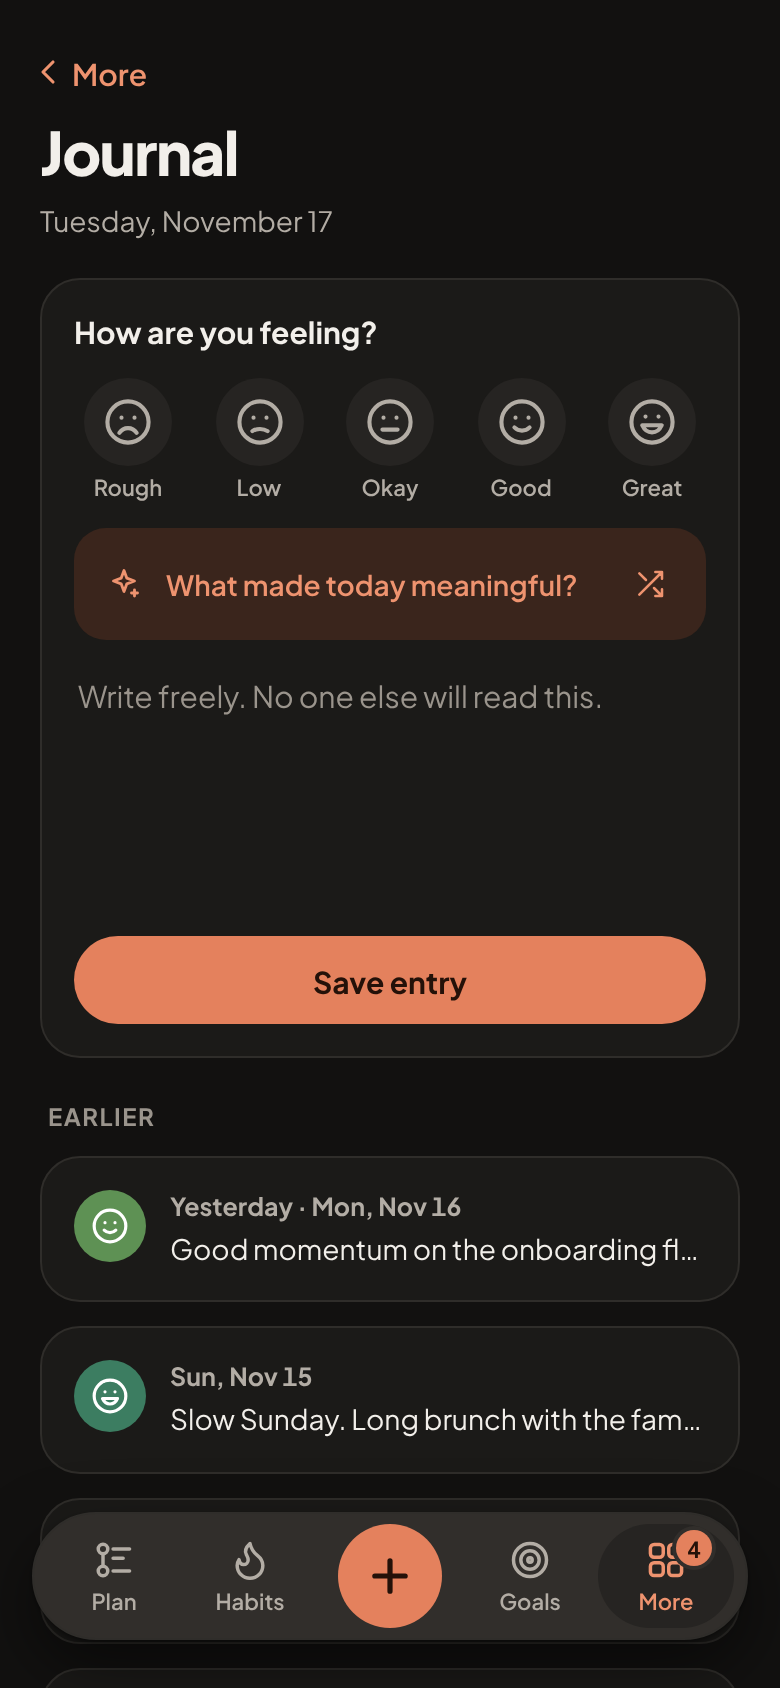 More
Journal
Tuesday, November 17
How are you feeling?
Rough Low Okay Good Great
What made today meaningful?
Write freely. No one else will read this.
Save entry
EARLIER
Yesterday · Mon, Nov 16
Good momentum on the onboarding fl...
Sun, Nov 15
Slow Sunday. Long brunch with the fam...
4
Plan Habits Goals More